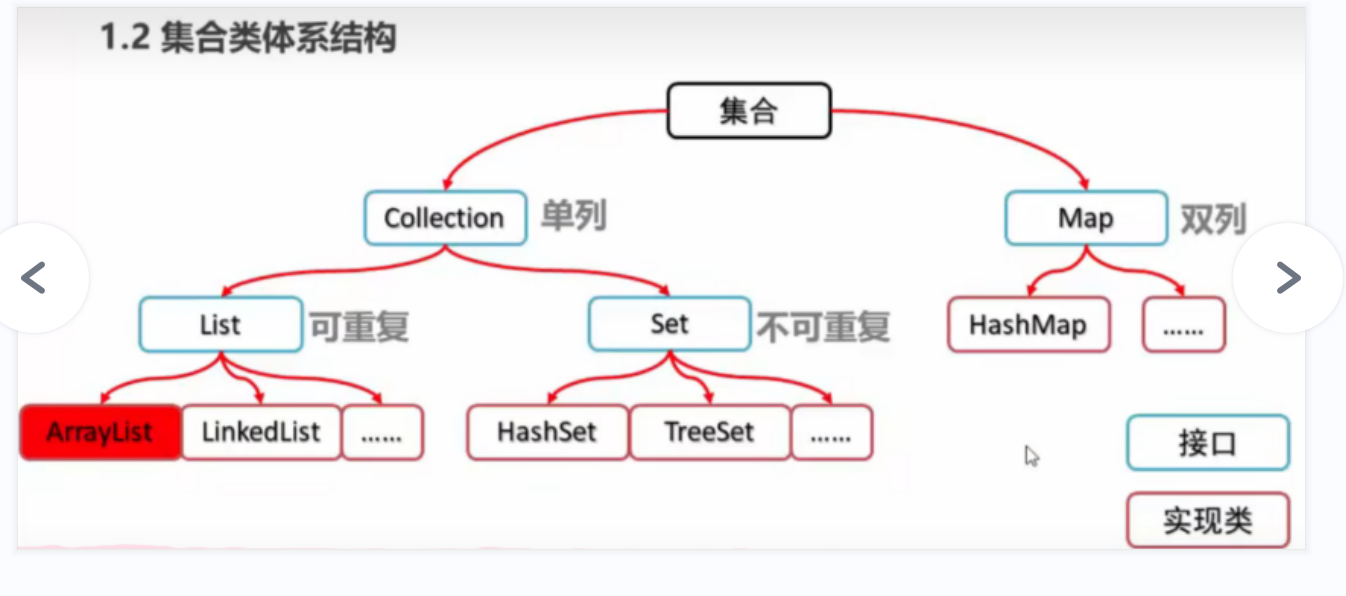 1.2 集合类体系结构
集合
Collection 单列
Map 双列
List 可重复
Set 不可重复
HashMap
......
ArrayList
LinkedList
......
HashSet
TreeSet
......
接口
实现类